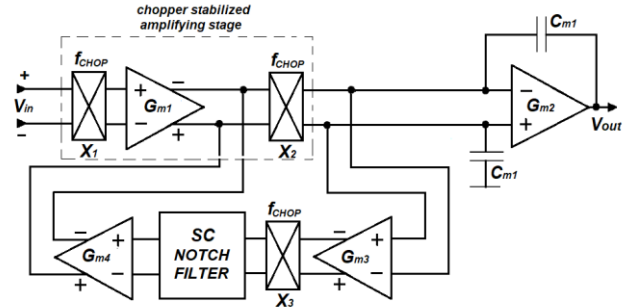 chopper stabilized
amplifying stage
fCHOP
fCHOP
Cm1
+
Vin
−
+
−
Gm1
−
+
X1
X2
−
+
Gm2
Vout
Cm1
fCHOP
−
+
Gm4
+
−
SC
NOTCH
FILTER
X3
−
+
Gm3
+
−